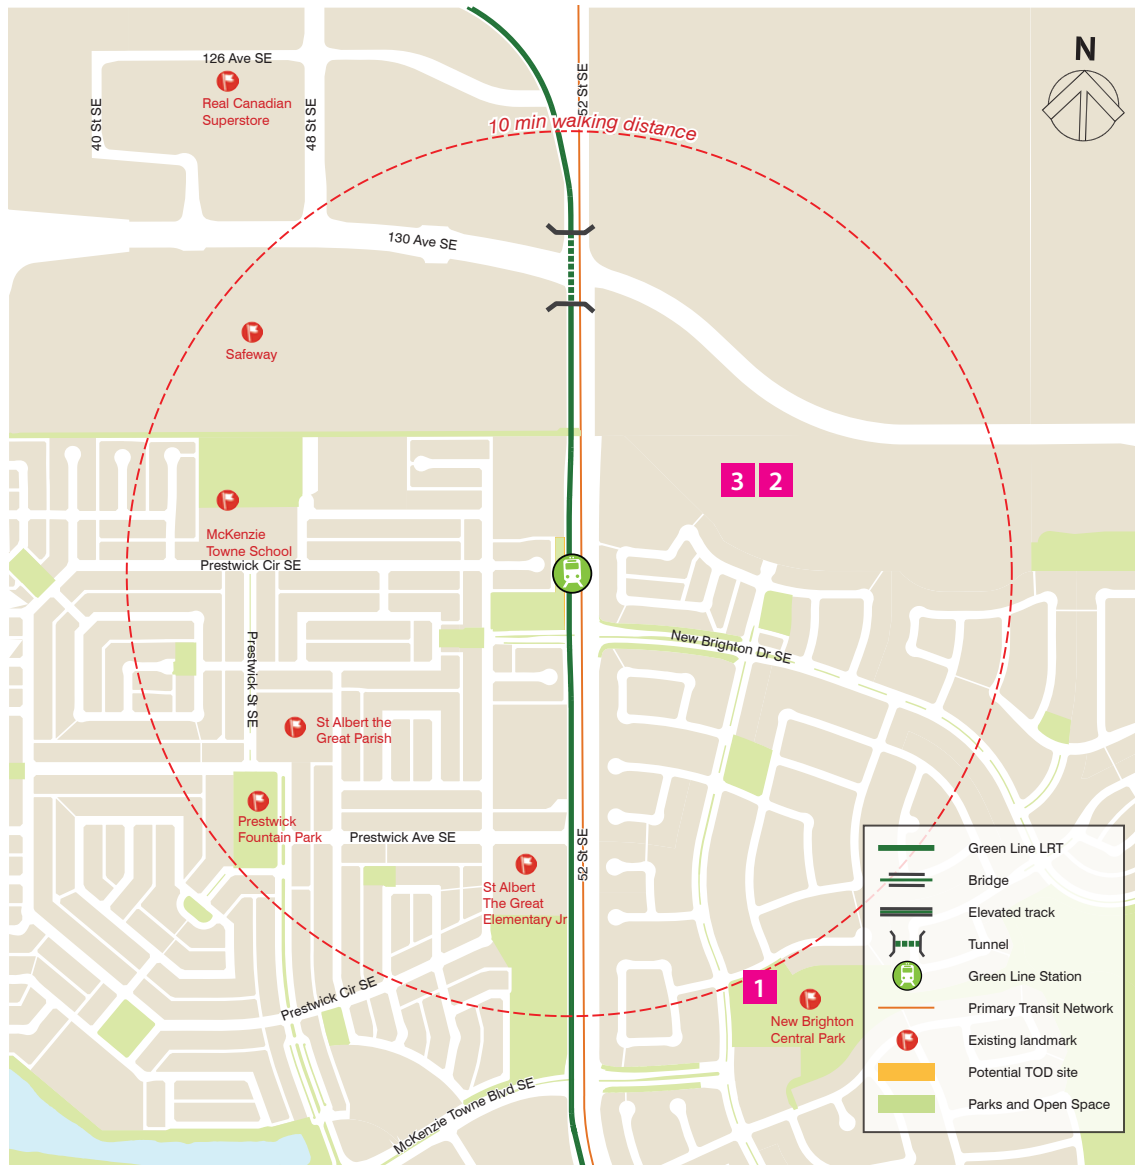 N
126 Ave SE
Real Canadian
Superstore
40 St SE
48 St SE
52 St SE
10 min walking distance
130 Ave SE
Safeway
3
2
McKenzie
Towne School
Prestwick Cir SE
New Brighton Dr SE
Prestwick St SE
St Albert the
Great Parish
Prestwick
Fountain Park
Prestwick Ave SE
52 St SE
St Albert
The Great
Elementary Jr
Prestwick Cir SE
1
New Brighton
Central Park
McKenzie Towne Blvd SE
Green Line LRT
Bridge
Elevated track
Tunnel
Green Line Station
Primary Transit Network
Existing landmark
Potential TOD site
Parks and Open Space